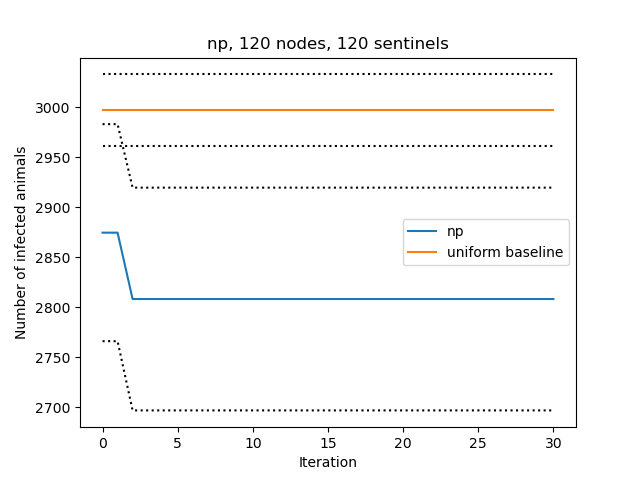 np, 120 nodes, 120 sentinels
Number of infected animals
3000
2950
2900
2850
2800
2750
2700
np
uniform baseline
0 5 10 15 20 25 30
Iteration